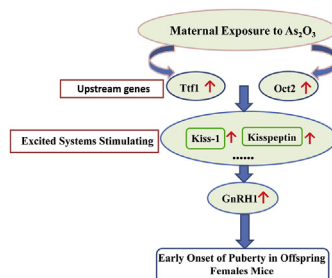 Maternal Exposure to As₂O₃
Upstream genes
Ttf1
Oct2
Excited Systems Stimulating
Kiss-1
Kisspeptin
......
GnRH1
Early Onset of Puberty in Offspring
Females Mice